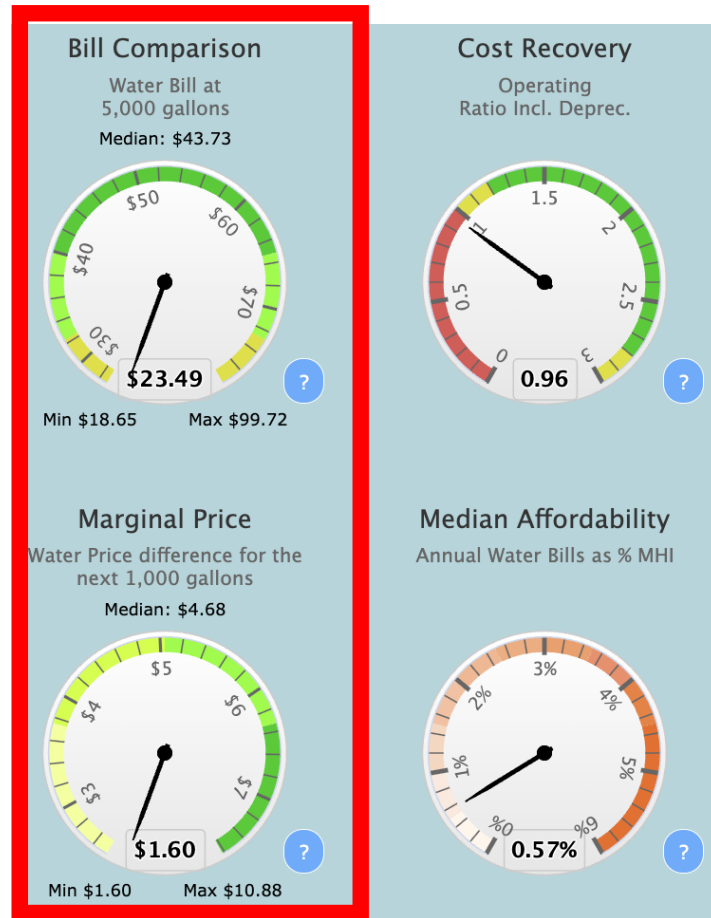 Bill Comparison
Water Bill at
5,000 gallons
Median: $43.73
$30
$40
$50
$60
$70
$23.49
?
Min $18.65
Max $99.72
Cost Recovery
Operating
Ratio Incl. Deprec.
0
0.5
1
1.5
2
2.5
3
0.96
?
Marginal Price
Water Price difference for the
next 1,000 gallons
Median: $4.68
$3
$4
$5
$6
$7
$1.60
?
Min $1.60
Max $10.88
Median Affordability
Annual Water Bills as % MHI
0%
1%
2%
3%
4%
5%
6%
0.57%
?